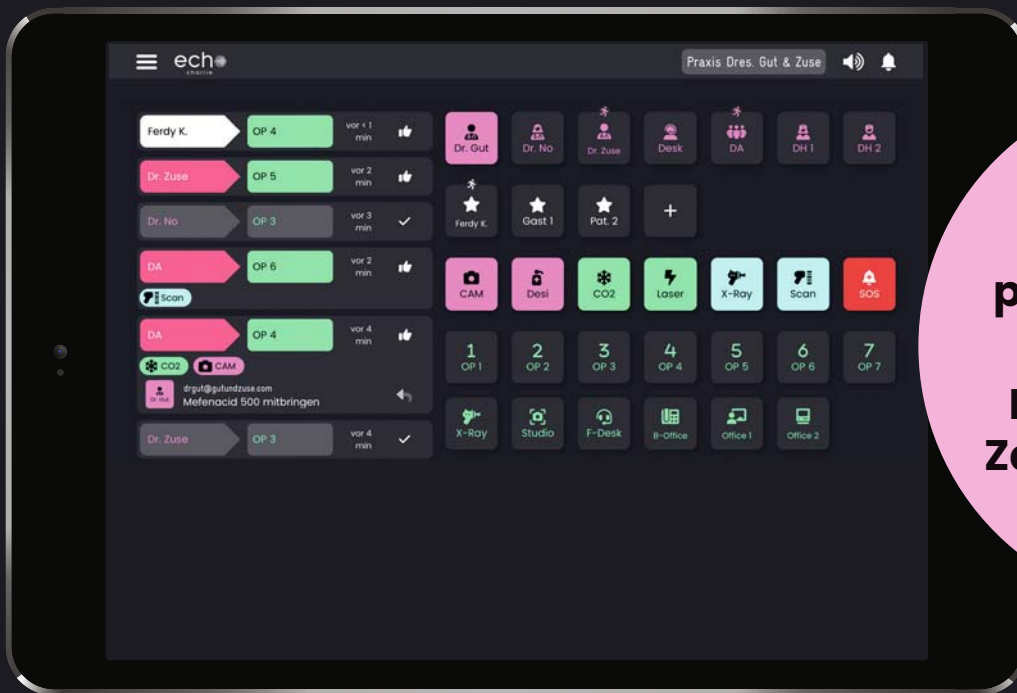 echo
charlie
Praxis Dres. Gut & Zuse
Ferdy K.
OP 4
vor < 1
min
Dr. Zuse
OP 5
vor 2
min
Dr. No
OP 3
vor 3
min
DA
OP 6
vor 2
min
Scan
DA
OP 4
vor 4
min
CO2
CAM
Dr. Gut
drgut@gutundzuse.com
Mefenacid 500 mitbringen
Dr. Zuse
OP 3
vor 4
min
Dr. Gut
Dr. No
Dr. Zuse
Desk
DA
DH 1
DH 2
Ferdy K.
Gast 1
Pat. 2
+
CAM
Desi
CO2
Laser
X-Ray
Scan
SOS
1
OP 1
2
OP 2
3
OP 3
4
OP 4
5
OP 5
6
OP 6
7
OP 7
X-Ray
Studio
F-Desk
B-Office
Office 1
Office 2
p
Ze